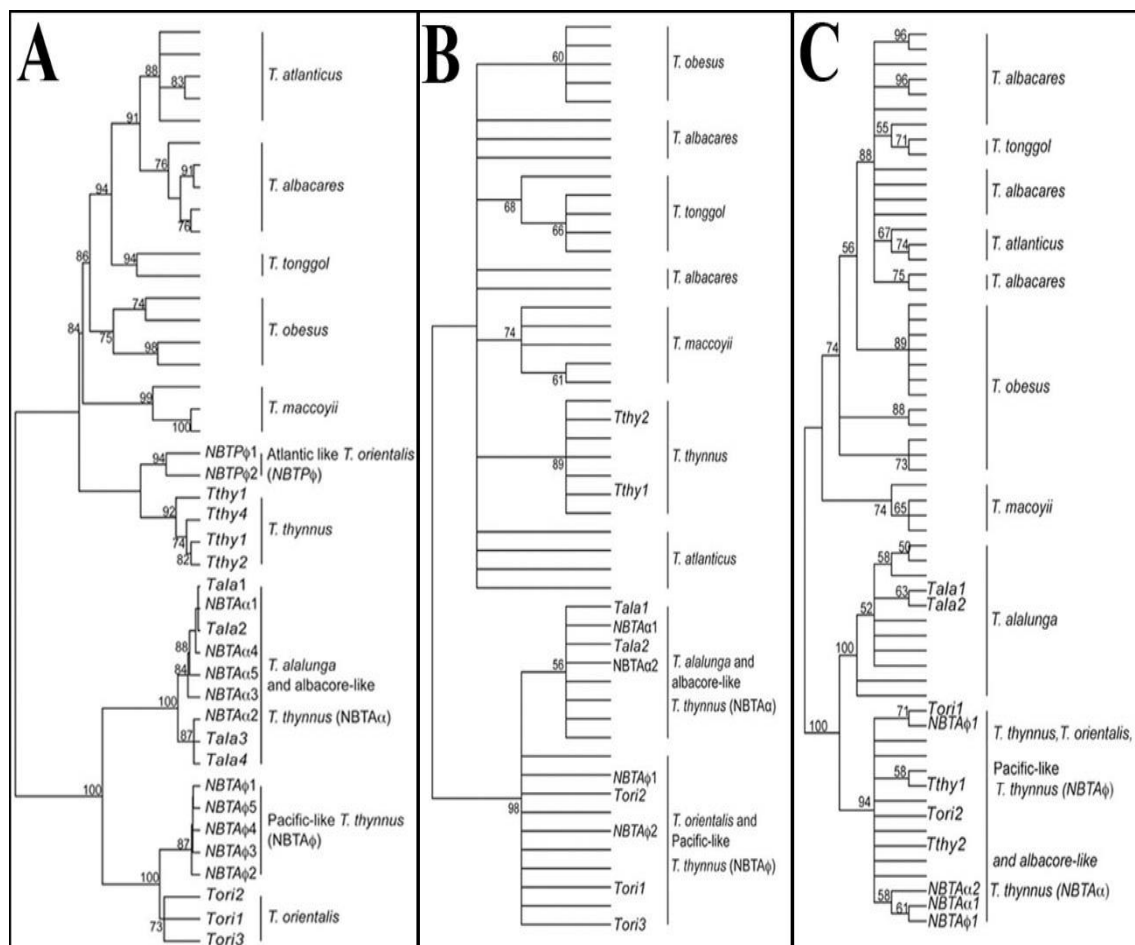 A
88
83
T. atlanticus
91
76
91
76
T. albacares
94
94
T. tonggol
86
74
75
98
T. obesus
84
99
100
T. maccoyii
94
NBTPϕ1
NBTPϕ2
Atlantic like T. orientalis
(NBTPϕ)
92
74
82
Tthy1
Tthy4
Tthy1
Tthy2
T. thynnus
Tala1
NBTAα1
Tala2
NBTAα4
NBTAα5
NBTAα3
NBTAα2
Tala3
Tala4
88
84
100
87
T. alalunga
and albacore-like
T. thynnus (NBTAα)
100
NBTAϕ1
NBTAϕ5
NBTAϕ4
NBTAϕ3
NBTAϕ2
87
Pacific-like T. thynnus
(NBTAϕ)
100
73
Tori2
Tori1
Tori3
T. orientalis
B
60
T. obesus
T. albacares
68
66
T. tonggol
T. albacares
74
61
T. maccoyii
Tthy2
89
Tthy1
T. thynnus
T. atlanticus
Tala1
NBTAα1
Tala2
NBTAα2
56
T. alalunga and
albacore-like
T. thynnus (NBTAα)
NBTAϕ1
Tori2
98
NBTAϕ2
Tori1
Tori3
T. orientalis and
Pacific-like
T. thynnus (NBTAϕ)
C
96
96
T. albacares
55
71
T. tonggol
88
T. albacares
67
74
T. atlanticus
75
T. albacares
56
89
88
73
T. obesus
74
74
65
T. macoyii
50
58
63
Tala1
Tala2
52
T. alalunga
100
100
71
Tori1
NBTAϕ1
58
Tthy1
94
Tori2
Tthy2
58
61
NBTAα2
NBTAα1
NBTAϕ1
T. thynnus, T. orientalis,
Pacific-like
T. thynnus (NBTAϕ)
and albacore-like
T. thynnus (NBTAα)